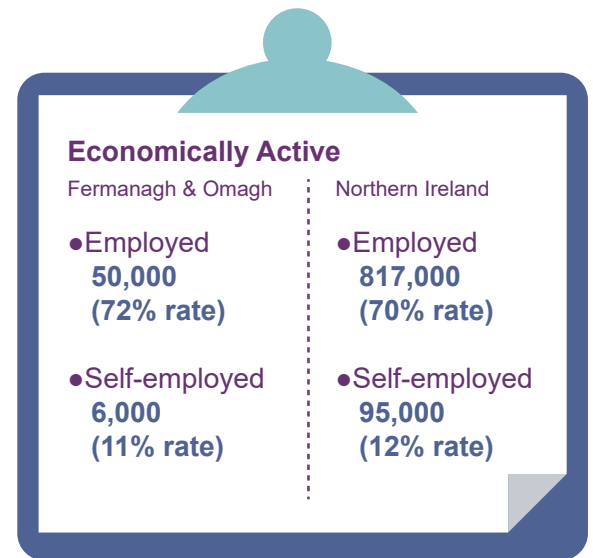 Economically Active
Fermanagh & Omagh
●Employed
50,000
(72% rate)
●Self-employed
6,000
(11% rate)
Northern Ireland
●Employed
817,000
(70% rate)
●Self-employed
95,000
(12% rate)